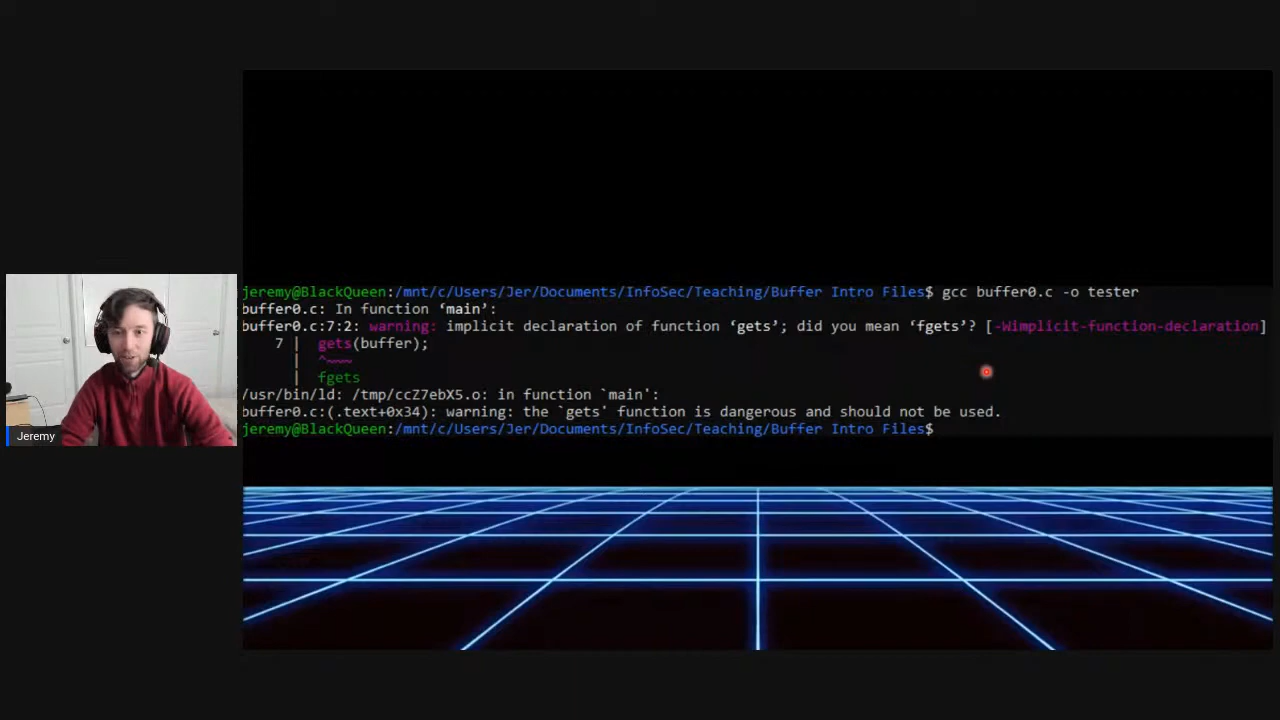 jeremy@BlackQueen:/mnt/c/Users/Jer/Documents/InfoSec/Teaching/Buffer Intro Files$ gcc buffer0.c -o tester
buffer0.c: In function ‘main’:
buffer0.c:7:2: warning: implicit declaration of function ‘gets’; did you mean ‘fgets’? [-Wimplicit-function-declaration]
7 |  gets(buffer);
|  ^~~~
|  fgets
/usr/bin/ld: /tmp/ccZ7ebX5.o: in function `main':
buffer0.c:(.text+0x34): warning: the `gets' function is dangerous and should not be used.
jeremy@BlackQueen:/mnt/c/Users/Jer/Documents/InfoSec/Teaching/Buffer Intro Files$
Jeremy